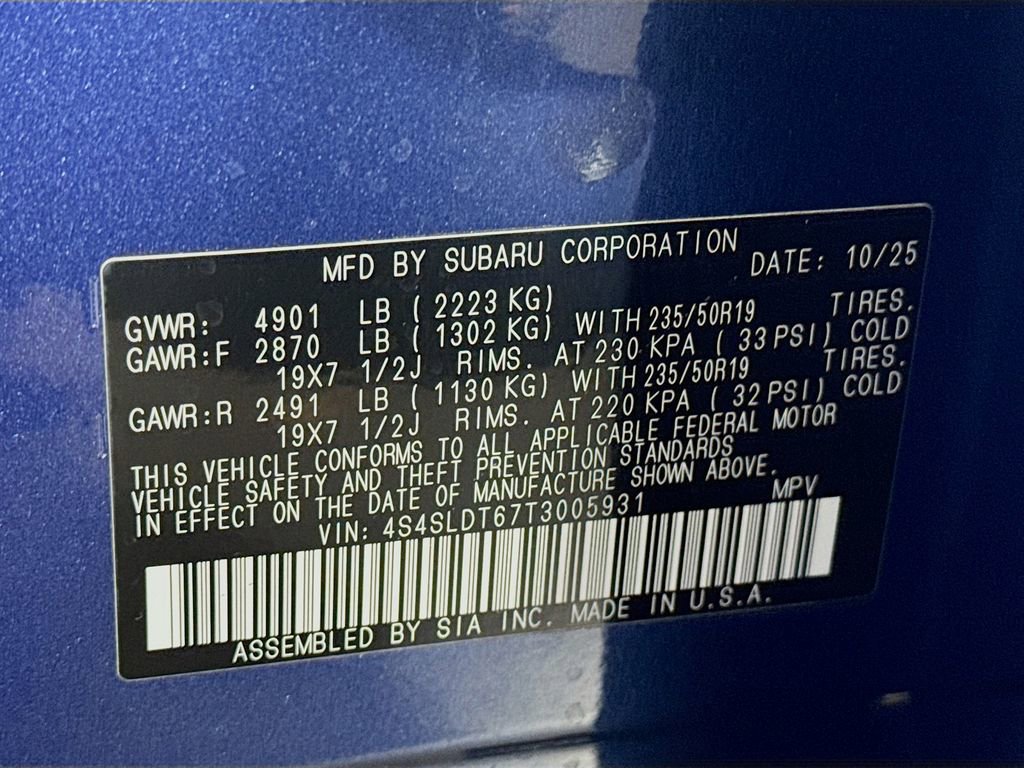 MFD BY SUBARU CORPORATION DATE: 10/25
GVWR: 4901 LB ( 2223 KG)
GAWR:F 2870 LB ( 1302 KG) WITH 235/50R19 TIRES.
19X7 1/2J RIMS. AT 230 KPA ( 33 PSI) COLD
GAWR:R 2491 LB ( 1130 KG) WITH 235/50R19 TIRES.
19X7 1/2J RIMS. AT 220 KPA ( 32 PSI) COLD
THIS VEHICLE CONFORMS TO ALL APPLICABLE FEDERAL MOTOR
VEHICLE SAFETY AND THEFT PREVENTION STANDARDS
IN EFFECT ON THE DATE OF MANUFACTURE SHOWN ABOVE.
VIN: 4S4SLDT67T3005931 MPV
ASSEMBLED BY SIA INC. MADE IN U.S.A.